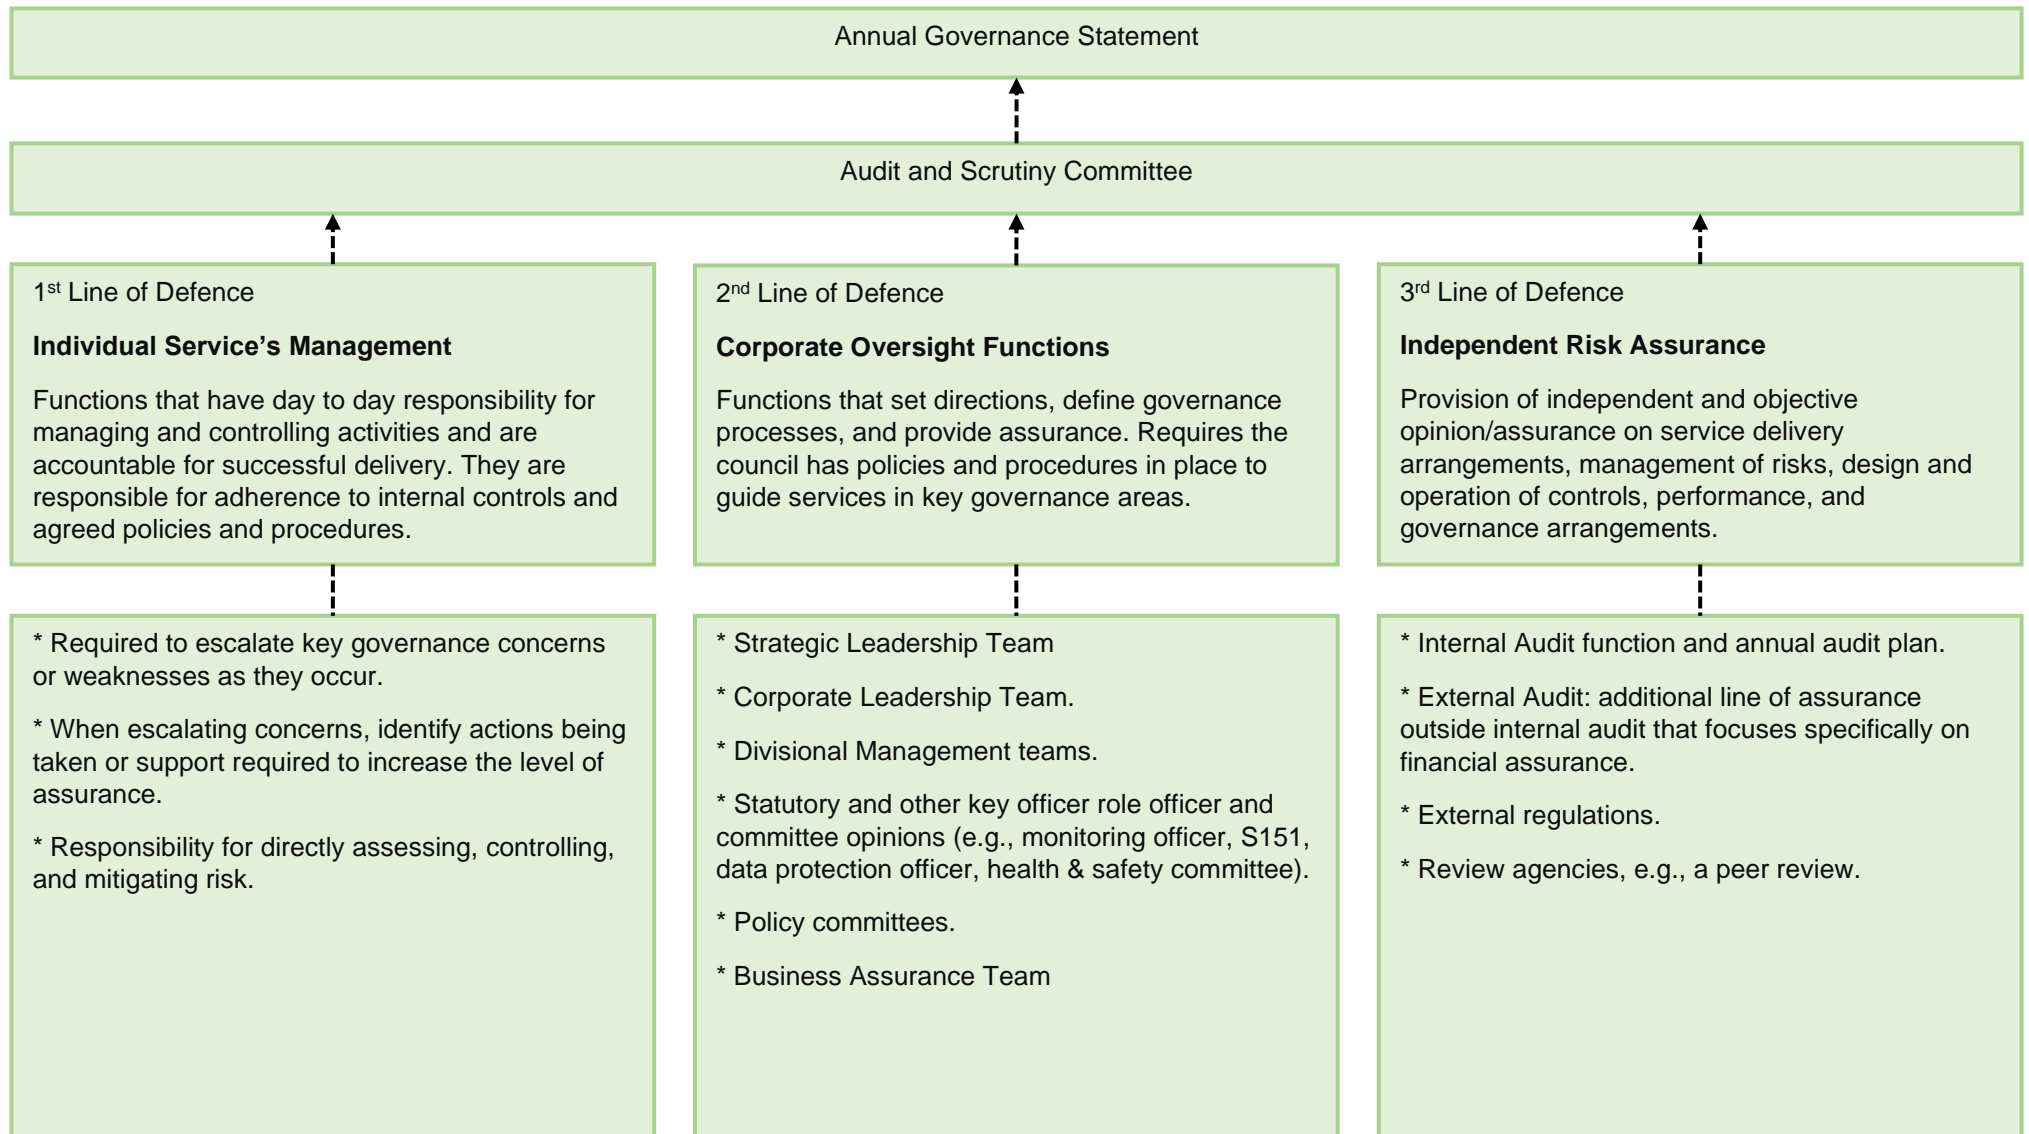 Annual Governance Statement
Audit and Scrutiny Committee
1st Line of Defence
Individual Service’s Management
Functions that have day to day responsibility for
managing and controlling activities and are
accountable for successful delivery. They are
responsible for adherence to internal controls and
agreed policies and procedures.
* Required to escalate key governance concerns
or weaknesses as they occur.
* When escalating concerns, identify actions being
taken or support required to increase the level of
assurance.
* Responsibility for directly assessing, controlling,
and mitigating risk.
2nd Line of Defence
Corporate Oversight Functions
Functions that set directions, define governance
processes, and provide assurance. Requires the
council has policies and procedures in place to
guide services in key governance areas.
* Strategic Leadership Team
* Corporate Leadership Team.
* Divisional Management teams.
* Statutory and other key officer role officer and
committee opinions (e.g., monitoring officer, S151,
data protection officer, health & safety committee).
* Policy committees.
* Business Assurance Team
3rd Line of Defence
Independent Risk Assurance
Provision of independent and objective
opinion/assurance on service delivery
arrangements, management of risks, design and
operation of controls, performance, and
governance arrangements.
* Internal Audit function and annual audit plan.
* External Audit: additional line of assurance
outside internal audit that focuses specifically on
financial assurance.
* External regulations.
* Review agencies, e.g., a peer review.